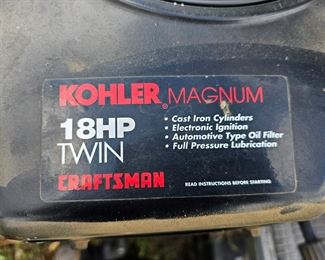 KOHLER® MAGNUM
18HP
TWIN
CRAFTSMAN
• Cast Iron Cylinders
• Electronic Ignition
• Automotive Type Oil Filter
• Full Pressure Lubrication
READ INSTRUCTIONS BEFORE STARTING